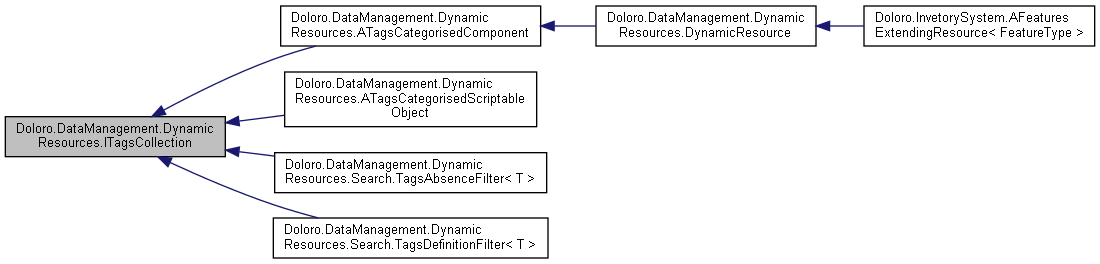 Doloro.DataManagement.Dynamic
Resources.ATagsCategorisedComponent
Doloro.DataManagement.Dynamic
Resources.DynamicResource
Doloro.InvetorySystem.AFeatures
ExtendingResource< FeatureType >
Doloro.DataManagement.Dynamic
Resources.ATagsCategorisedScriptable
Object
Doloro.DataManagement.Dynamic
Resources.ITagsCollection
Doloro.DataManagement.Dynamic
Resources.Search.TagsAbsenceFilter< T >
Doloro.DataManagement.Dynamic
Resources.Search.TagsDefinitionFilter< T >